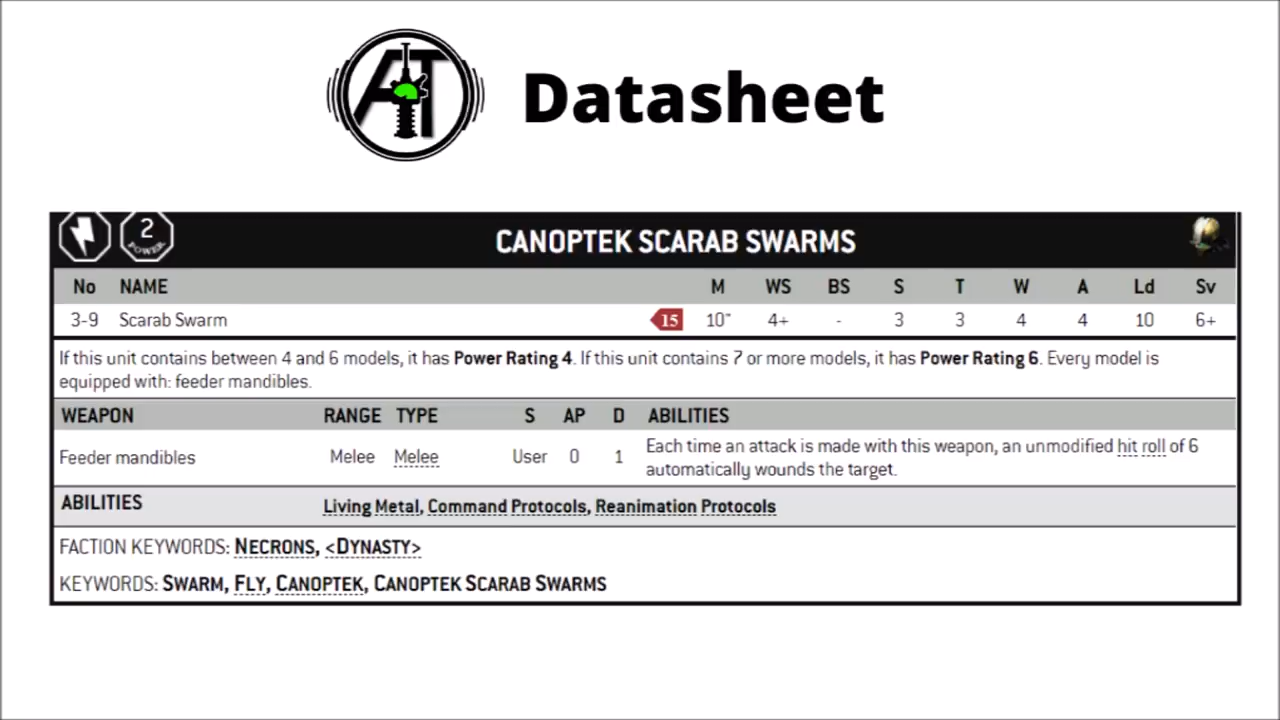 AT
Datasheet
2
POWER
CANOPTEK SCARAB SWARMS
No NAME M WS BS S T W A Ld Sv
3-9 Scarab Swarm 15 10" 4+ - 3 3 4 4 10 6+
If this unit contains between 4 and 6 models, it has Power Rating 4. If this unit contains 7 or more models, it has Power Rating 6. Every model is
equipped with: feeder mandibles.
WEAPON RANGE TYPE S AP D ABILITIES
Feeder mandibles Melee Melee User 0 1 Each time an attack is made with this weapon, an unmodified hit roll of 6
automatically wounds the target.
ABILITIES Living Metal, Command Protocols, Reanimation Protocols
FACTION KEYWORDS: NECRONS, <DYNASTY>
KEYWORDS: SWARM, FLY, CANOPTEK, CANOPTEK SCARAB SWARMS